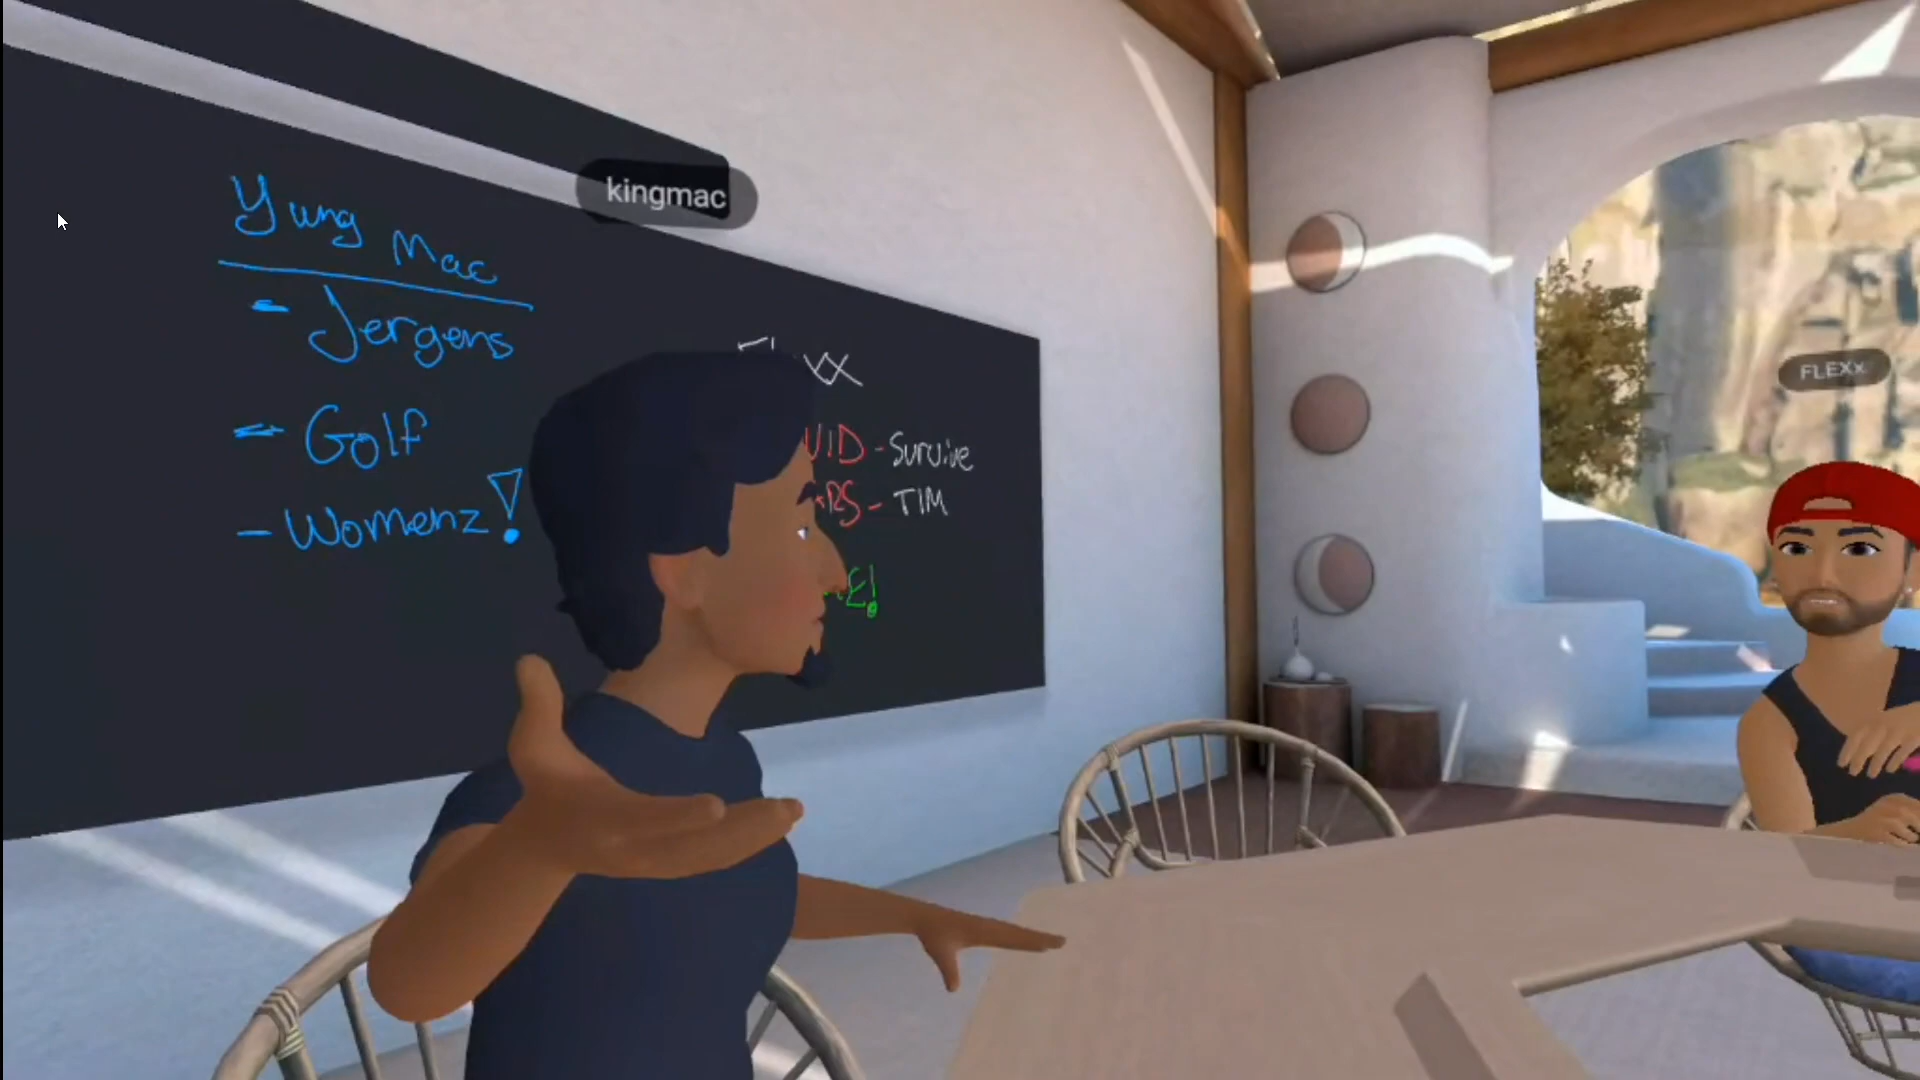 kingmac
Yung Mac
- Jergens
- Golf
- Womenz!
- Survive
- TIM
FLEXx